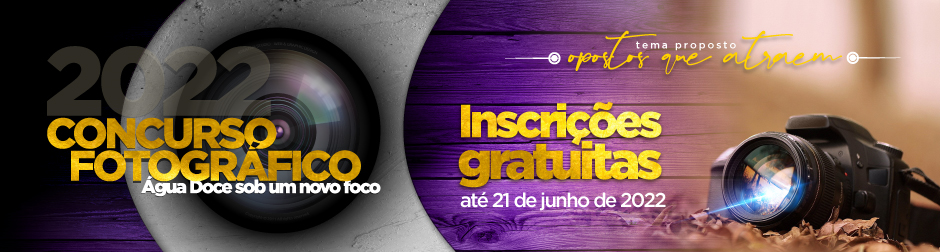 2022
CONCURSO
FOTOGRÁFICO
Água Doce sob um novo foco
tema proposto
opostos que atraem
Inscrições
gratuitas
até 21 de junho de 2022